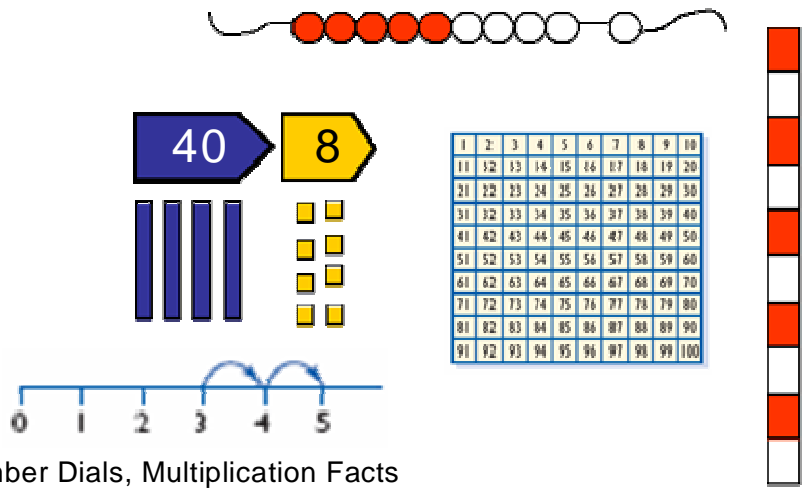 40 8
1 2 3 4 5 6 7 8 9 10
11 12 13 14 15 16 17 18 19 20
21 22 23 24 25 26 27 28 29 30
31 32 33 34 35 36 37 38 39 40
41 42 43 44 45 46 47 48 49 50
51 52 53 54 55 56 57 58 59 60
61 62 63 64 65 66 67 68 69 70
71 72 73 74 75 76 77 78 79 80
81 82 83 84 85 86 87 88 89 90
91 92 93 94 95 96 97 98 99 100
0 1 2 3 4 5
mber Dials, Multiplication Facts